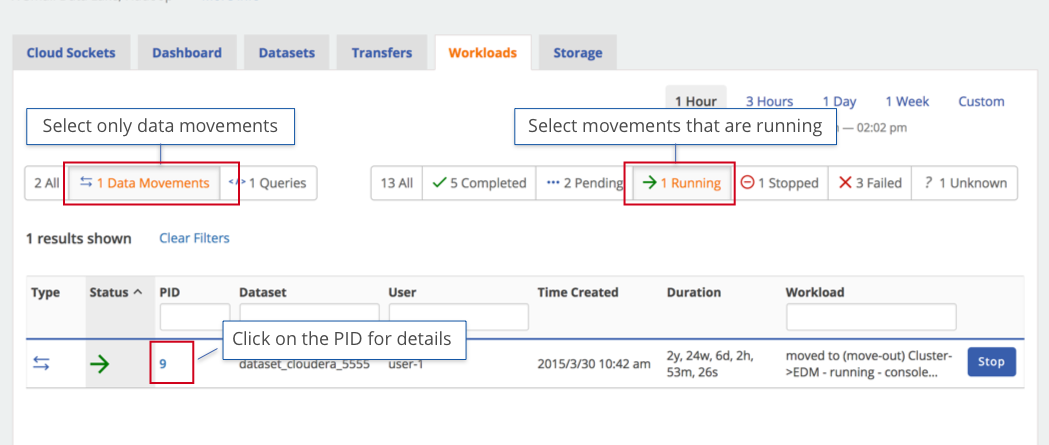 Cloud Sockets Dashboard Datasets Transfers Workloads Storage
1 Hour 3 Hours 1 Day 1 Week Custom
Select only data movements
Select movements that are running
— 02:02 pm
2 All 1 Data Movements </> 1 Queries
13 All 5 Completed 2 Pending 1 Running 1 Stopped 3 Failed ? 1 Unknown
1 results shown Clear Filters
Type Status PID Dataset User Time Created Duration Workload
Click on the PID for details
9 dataset_cloudera_5555 user-1 2015/3/30 10:42 am
2y, 24w, 6d, 2h,
53m, 26s
moved to (move-out) Cluster-
>EDM - running - console...
Stop